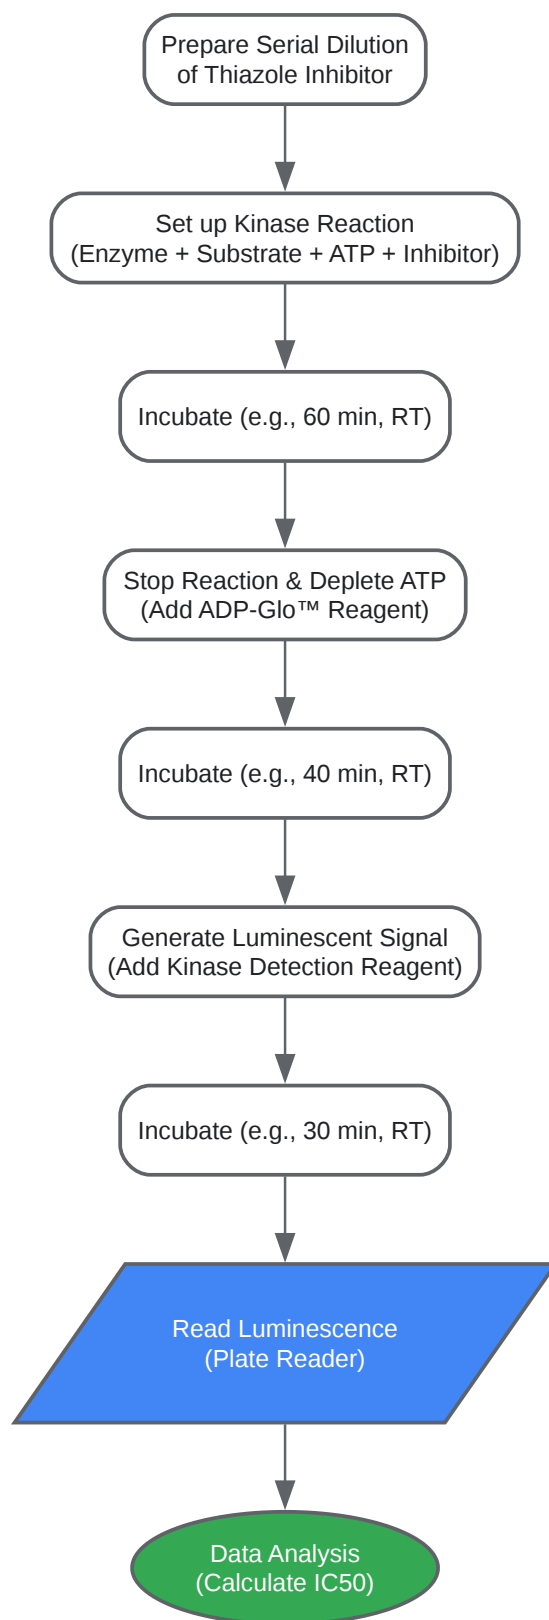 Prepare Serial Dilution
of Thiazole Inhibitor
Set up Kinase Reaction
(Enzyme + Substrate + ATP + Inhibitor)
Incubate (e.g., 60 min, RT)
Stop Reaction & Deplete ATP
(Add ADP-Glo™ Reagent)
Incubate (e.g., 40 min, RT)
Generate Luminescent Signal
(Add Kinase Detection Reagent)
Incubate (e.g., 30 min, RT)
Read Luminescence
(Plate Reader)
Data Analysis
(Calculate IC50)